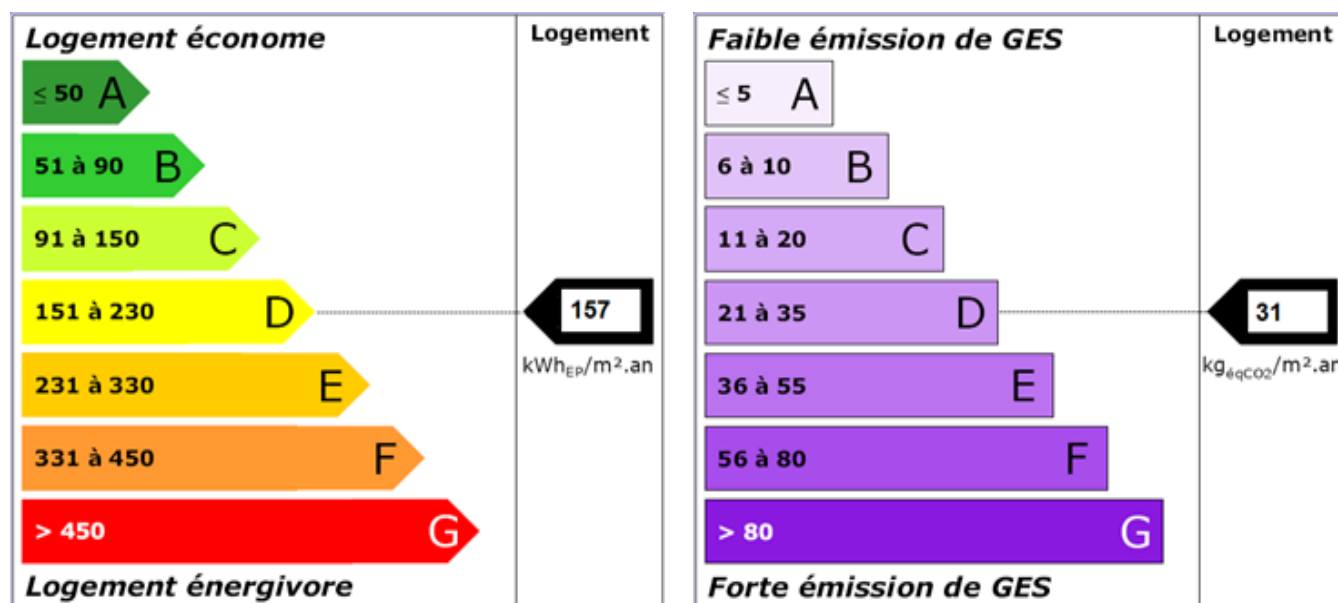 Logement économe
Logement
≤ 50 A
51 à 90 B
91 à 150 C
151 à 230 D
157
kWhEP/m².an
231 à 330 E
331 à 450 F
> 450 G
Logement énergivore
Faible émission de GES
Logement
≤ 5 A
6 à 10 B
11 à 20 C
21 à 35 D
31
kgéqCO2/m².an
36 à 55 E
56 à 80 F
> 80 G
Forte émission de GES